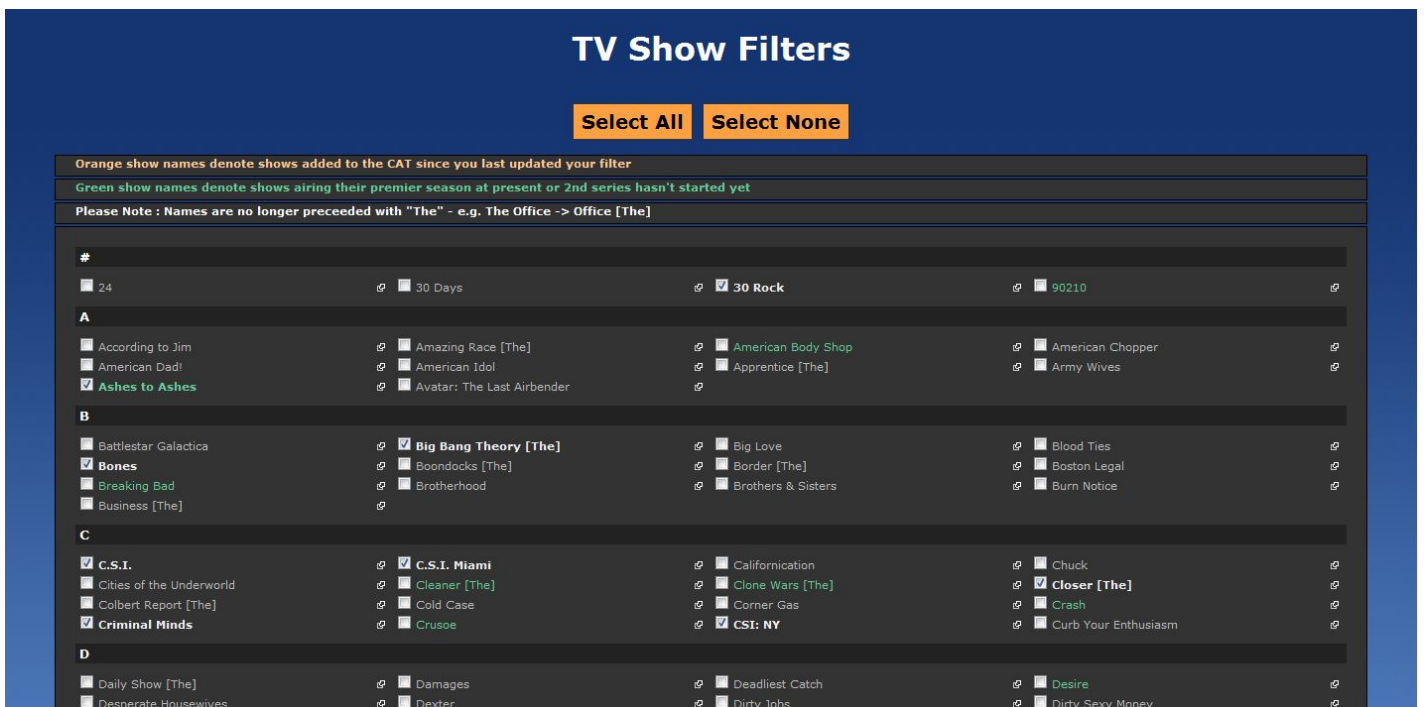 TV Show Filters
Select All Select None
Orange show names denote shows added to the CAT since you last updated your filter
Green show names denote shows airing their premier season at present or 2nd series hasn't started yet
Please Note : Names are no longer preceeded with "The" - e.g. The Office -> Office [The]
#
24 30 Days 30 Rock 90210
A
According to Jim Amazing Race [The] American Body Shop American Chopper
American Dad! American Idol Apprentice [The] Army Wives
Ashes to Ashes Avatar: The Last Airbender
B
Battlestar Galactica Big Bang Theory [The] Big Love Blood Ties
Bones Boondocks [The] Border [The] Boston Legal
Breaking Bad Brotherhood Brothers & Sisters Burn Notice
Business [The]
C
C.S.I. C.S.I. Miami Californication Chuck
Cities of the Underworld Cleaner [The] Clone Wars [The] Closer [The]
Colbert Report [The] Cold Case Corner Gas Crash
Criminal Minds Crusoe CSI: NY Curb Your Enthusiasm
D
Daily Show [The] Damages Deadliest Catch Desire
Desperate Housewives Dexter Dirty Jobs Dirty Sexy Money